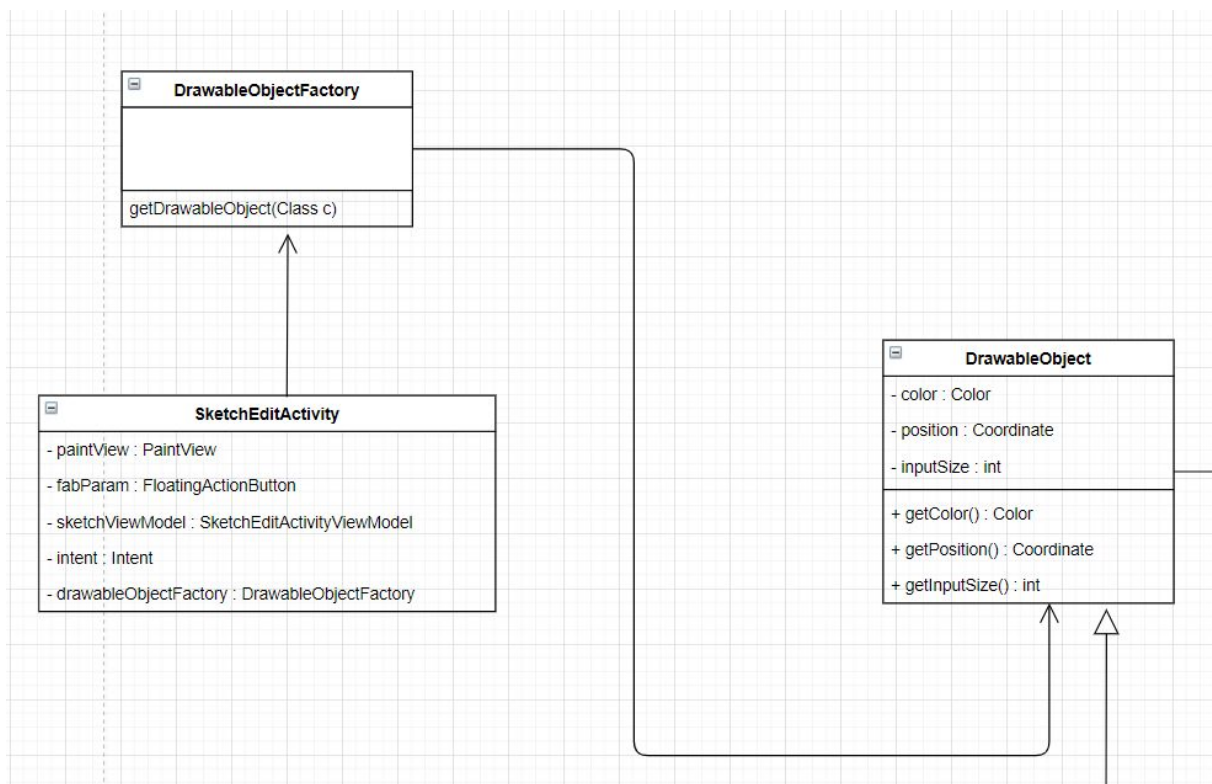 DrawableObjectFactory
getDrawableObject(Class c)
SketchEditActivity
- paintView : PaintView
- fabParam : FloatingActionButton
- sketchViewModel : SketchEditActivityViewModel
- intent : Intent
- drawableObjectFactory : DrawableObjectFactory
DrawableObject
- color : Color
- position : Coordinate
- inputSize : int
+ getColor() : Color
+ getPosition() : Coordinate
+ getInputSize() : int